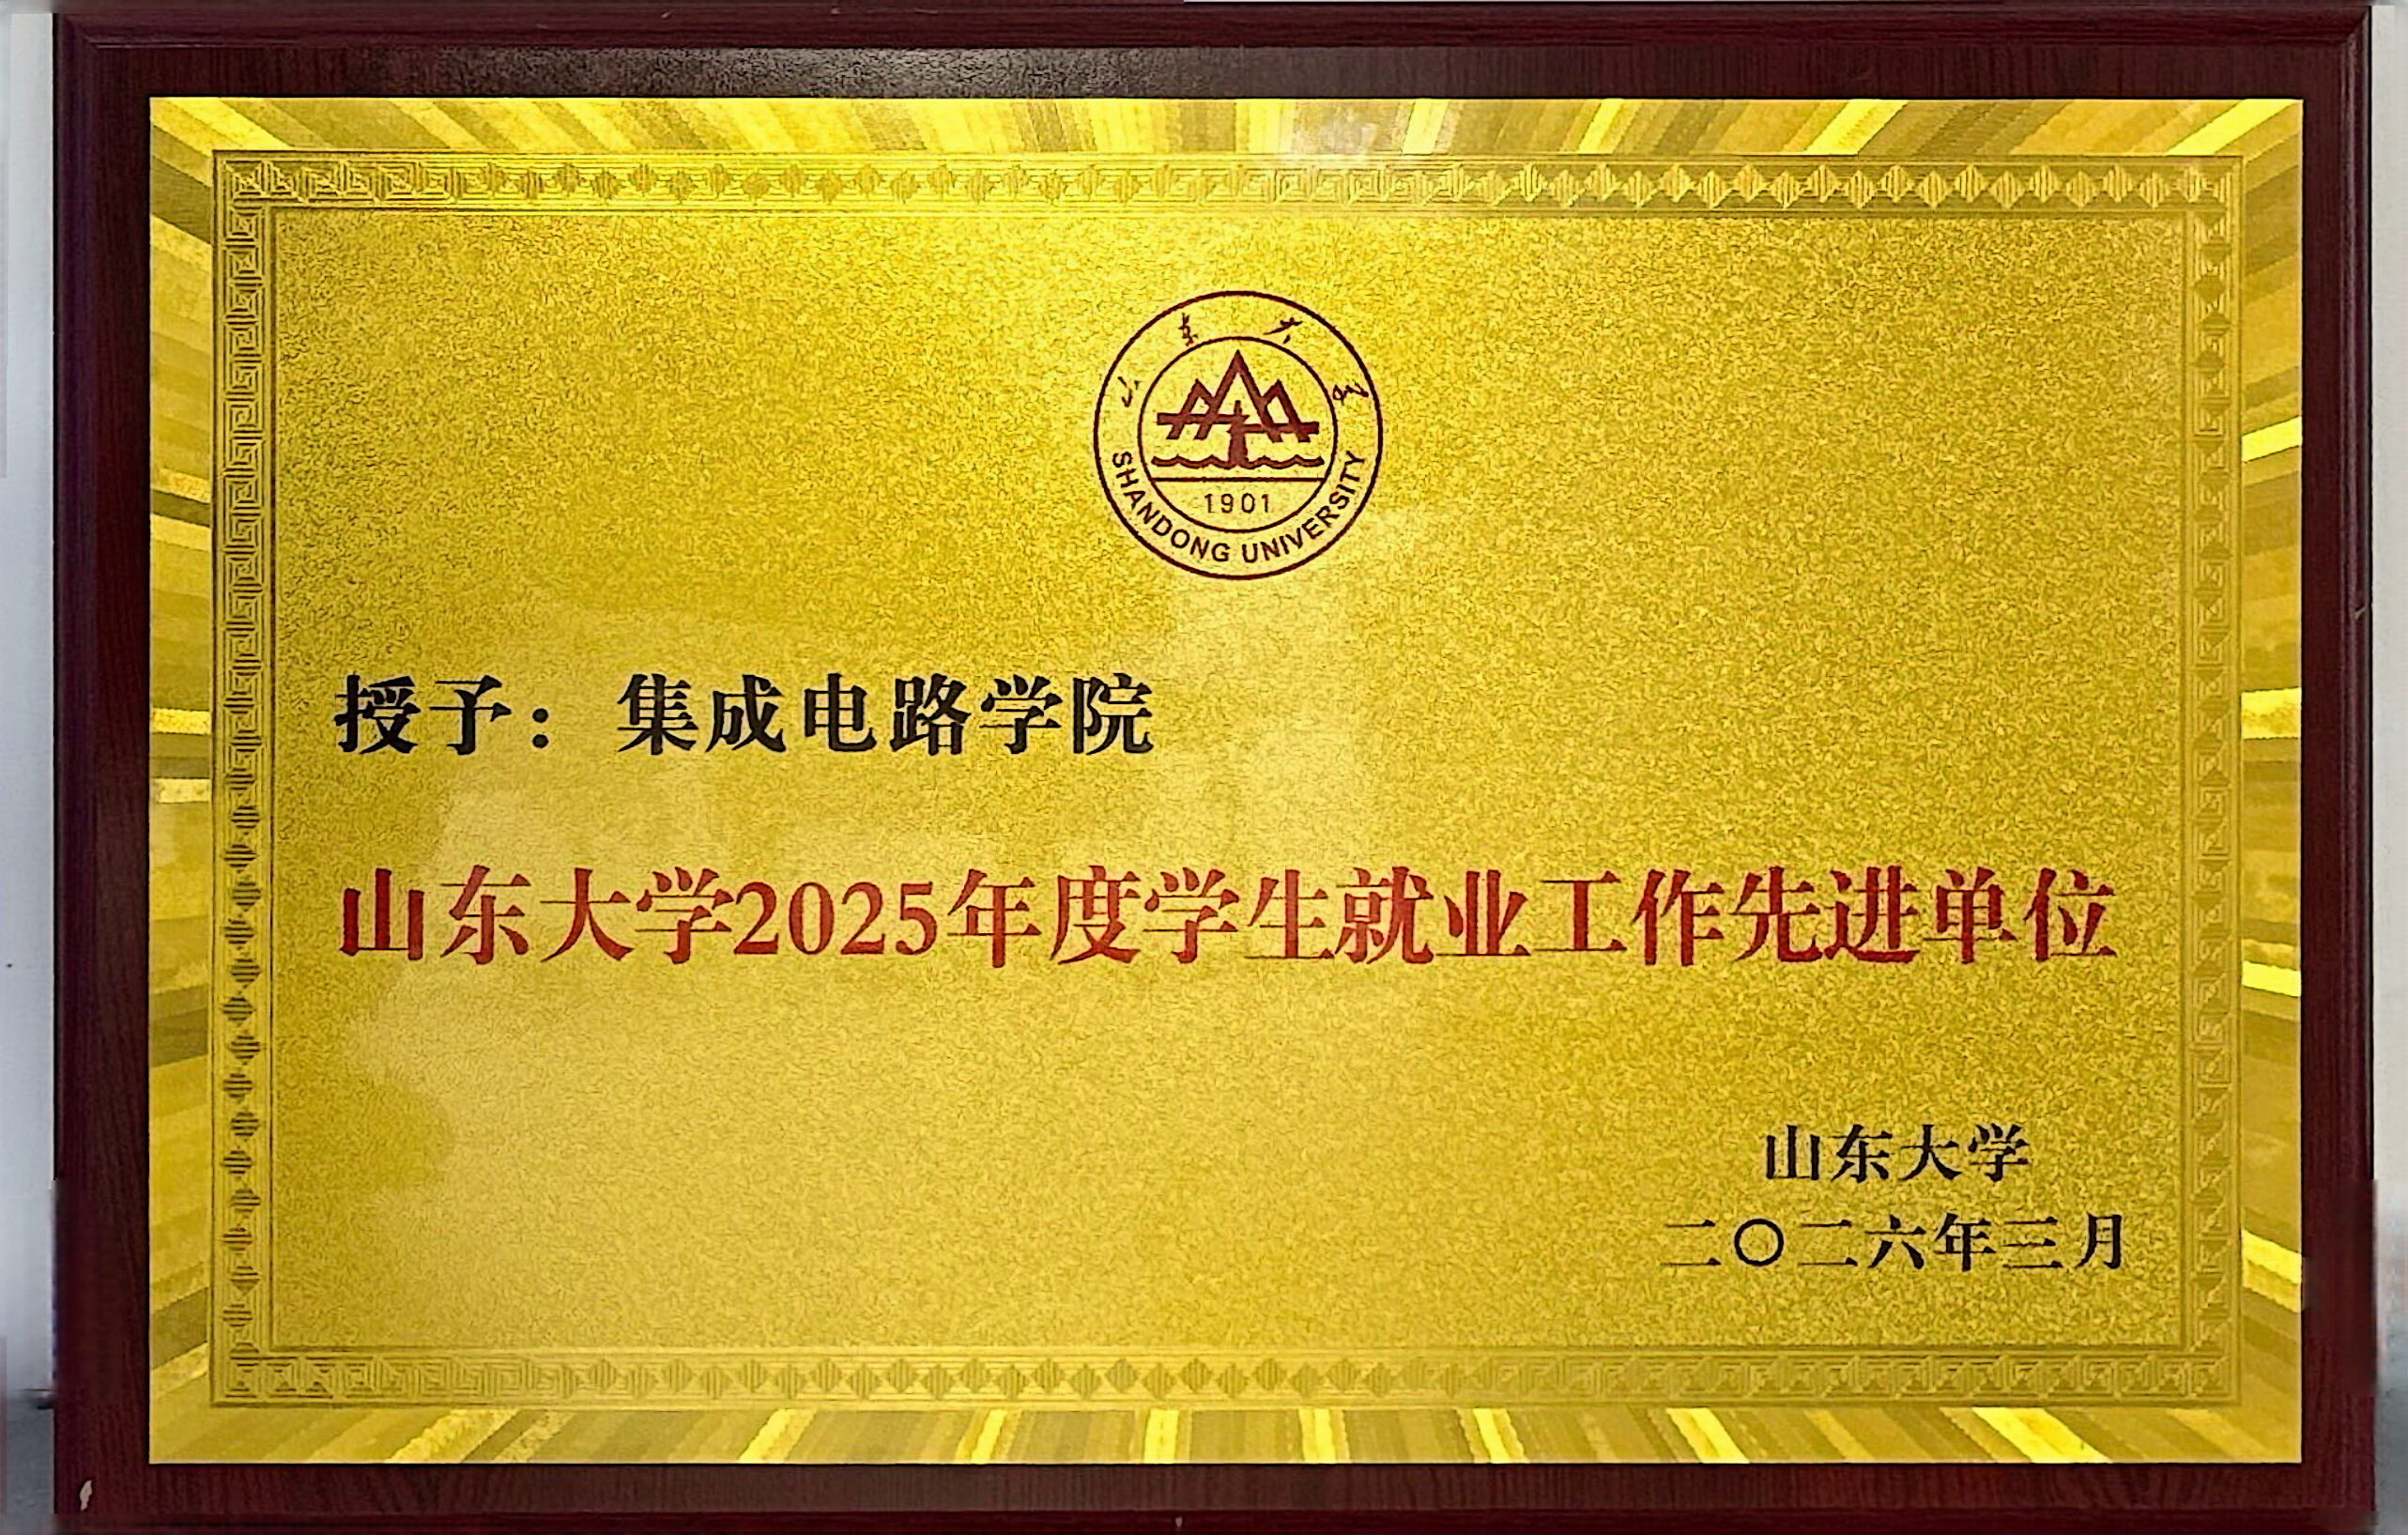 山东大学
1901
SHANDONG UNIVERSITY
授予：集成电路学院
山东大学2025年度学生就业工作先进单位
山东大学
二〇二六年三月